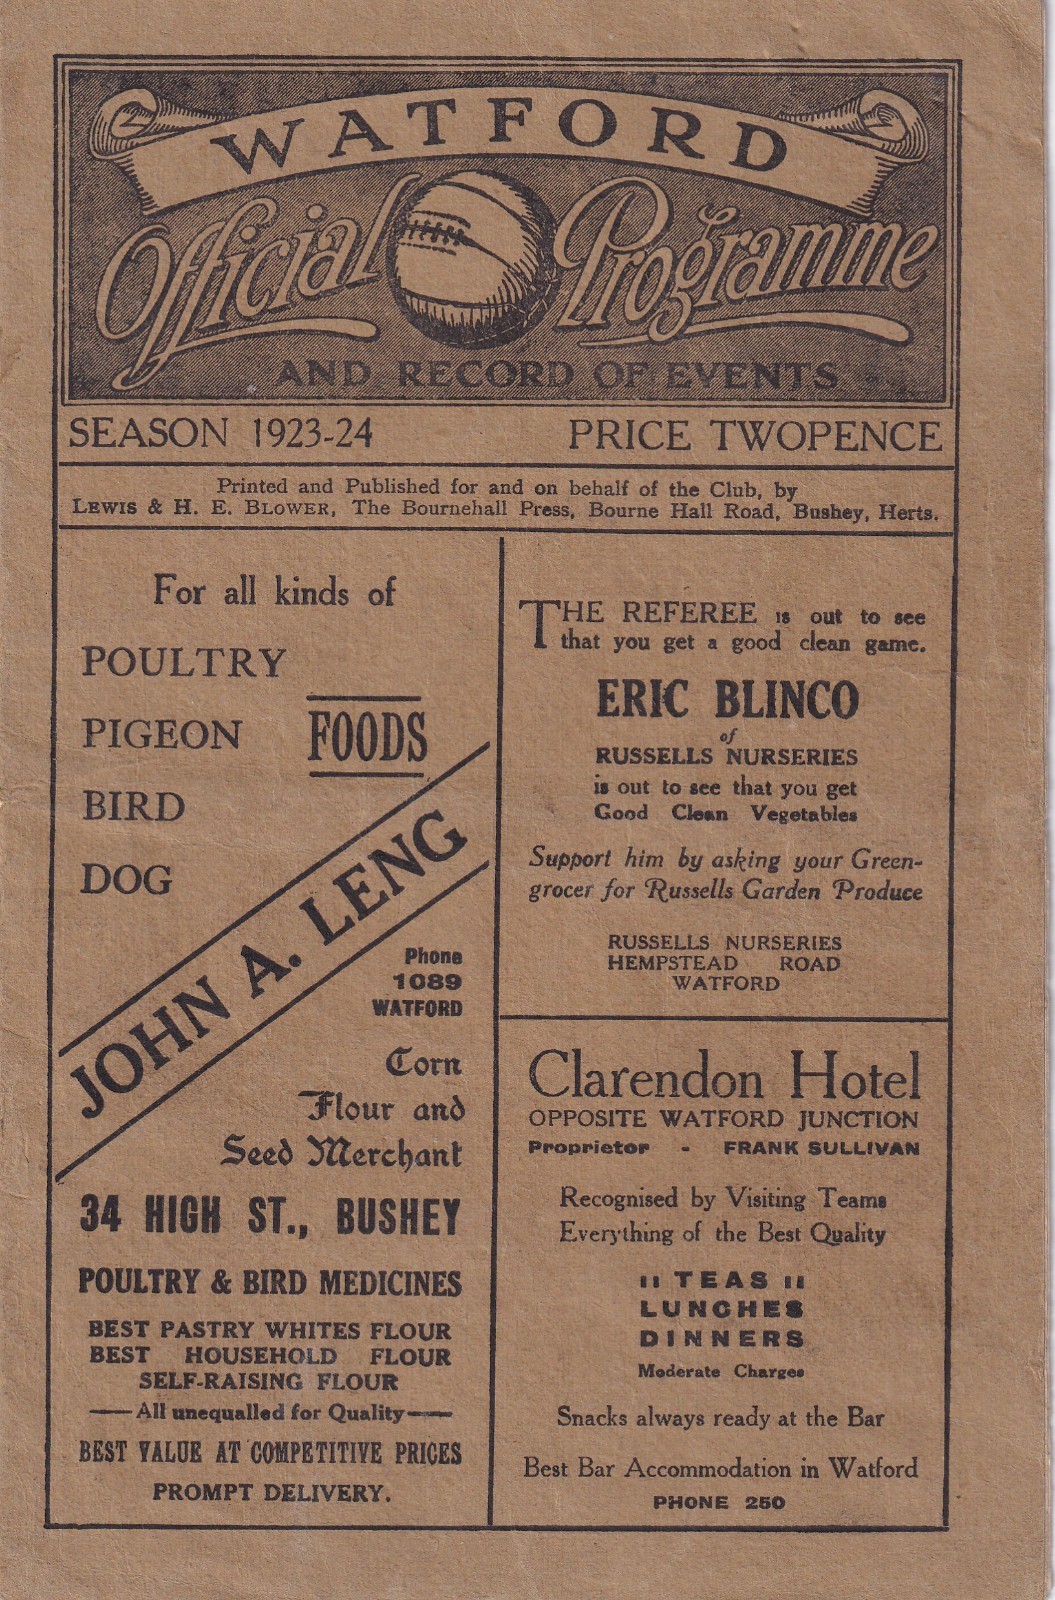 WATFORD
Official Programme
AND RECORD OF EVENTS
SEASON 1923-24 PRICE TWOPENCE
Printed and Published for and on behalf of the Club, by
LEWIS & H. E. BLOWER, The Bournehall Press, Bourne Hall Road, Bushey, Herts.
For all kinds of
POULTRY
PIGEON FOODS
BIRD
DOG
JOHN A. LENG
Phone
1089
WATFORD
Corn
Flour and
Seed Merchant
34 HIGH ST., BUSHEY
POULTRY & BIRD MEDICINES
BEST PASTRY WHITES FLOUR
BEST HOUSEHOLD FLOUR
SELF-RAISING FLOUR
—All unequalled for Quality—
BEST VALUE AT COMPETITIVE PRICES
PROMPT DELIVERY.
THE REFEREE is out to see
that you get a good clean game.
ERIC BLINCO
of
RUSSELLS NURSERIES
is out to see that you get
Good Clean Vegetables
Support him by asking your Green-
grocer for Russells Garden Produce
RUSSELLS NURSERIES
HEMPSTEAD ROAD
WATFORD
Clarendon Hotel
OPPOSITE WATFORD JUNCTION
Proprietor - FRANK SULLIVAN
Recognised by Visiting Teams
Everything of the Best Quality
" TEAS "
LUNCHES
DINNERS
Moderate Charges
Snacks always ready at the Bar
Best Bar Accommodation in Watford
PHONE 250